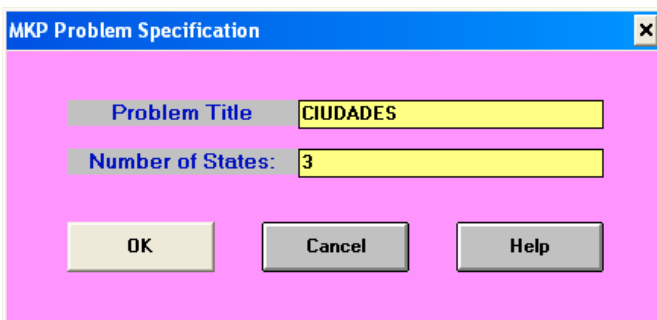 MKP Problem Specification
Problem Title CIUDADES
Number of States: 3
OK Cancel Help